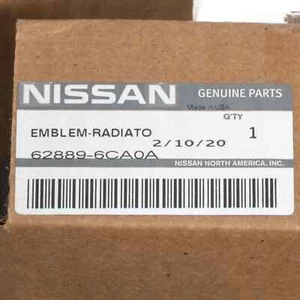 NISSAN GENUINE PARTS
Made in USA
Q'TY
EMBLEM-RADIATO 1
2/10/20
62889-6CA0A
NISSAN NORTH AMERICA, INC.